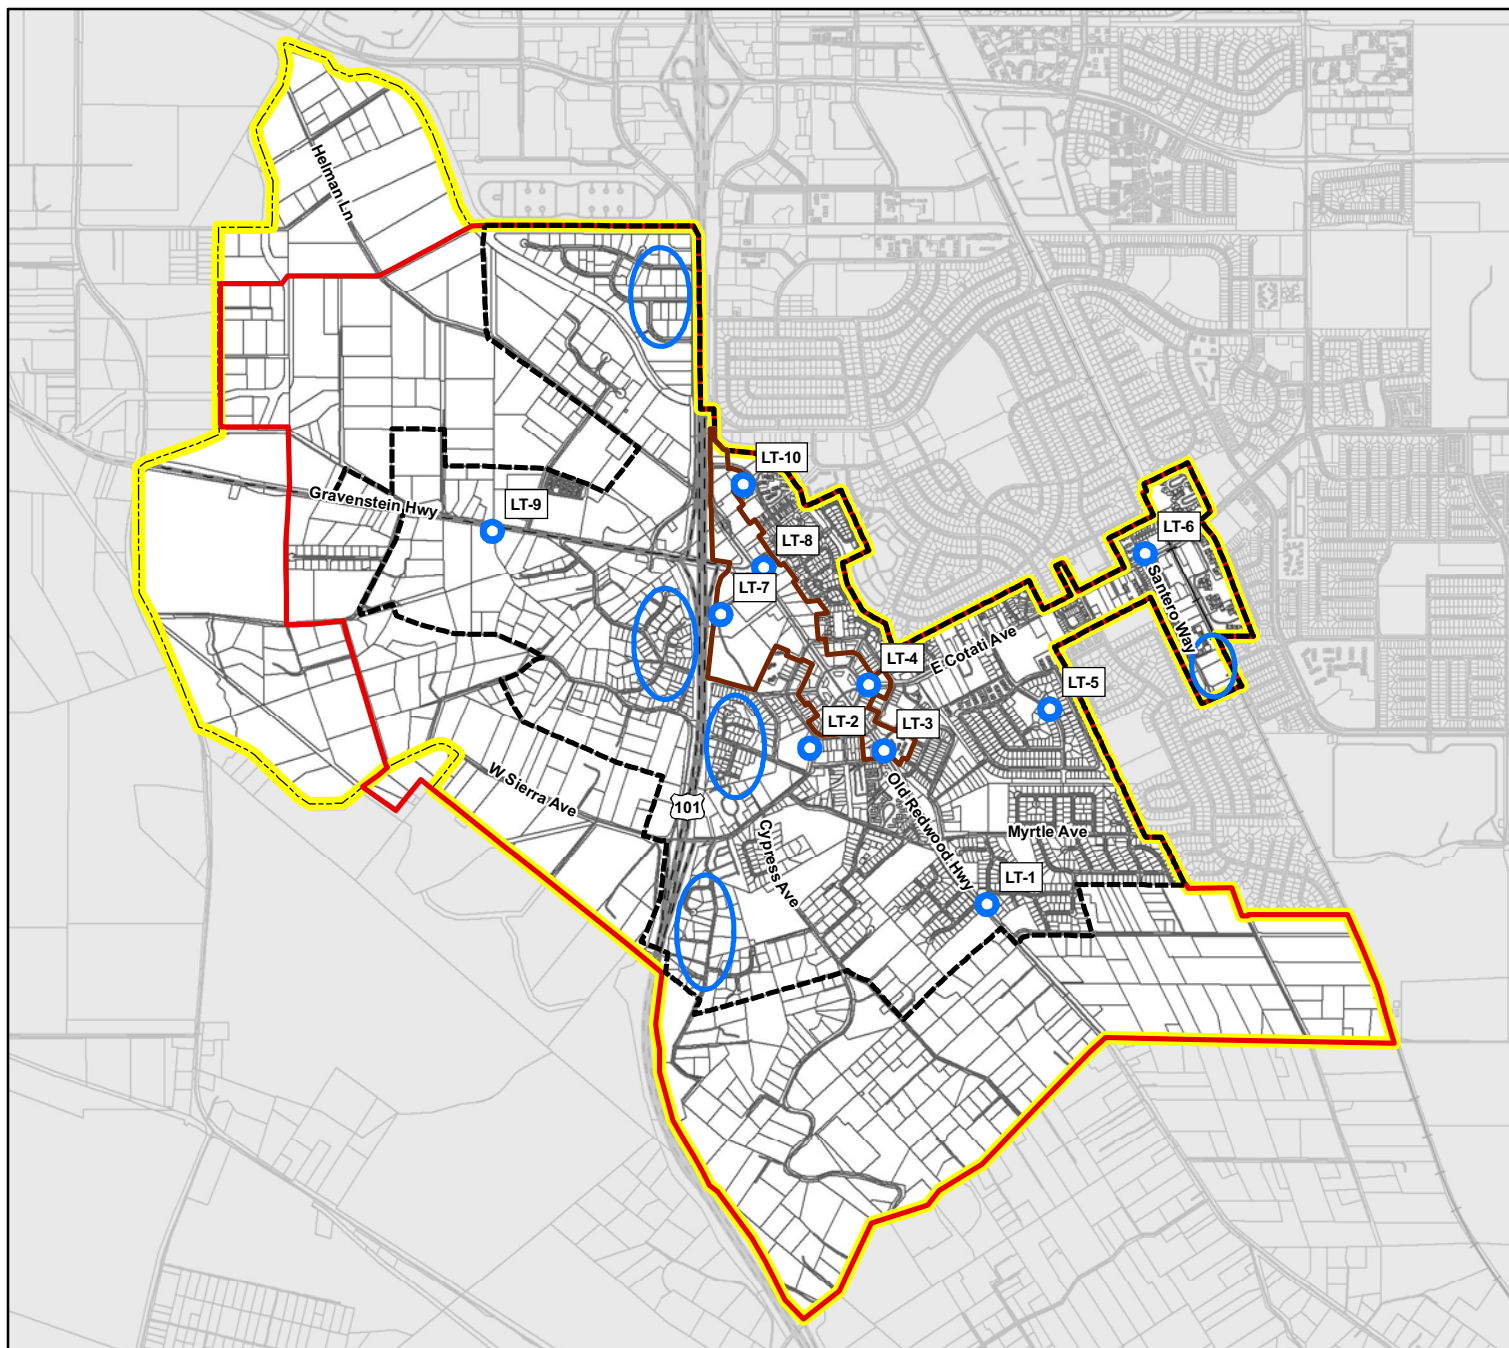 Helman Ln
LT-10
LT-9
Gravenstein Hwy
LT-8
LT-6
LT-7
Santero Way
E Cotati Ave
LT-4
LT-5
LT-2
LT-3
W Sierra Ave
101
Old Redwood Hwy
Cypress Ave
Myrtle Ave
LT-1